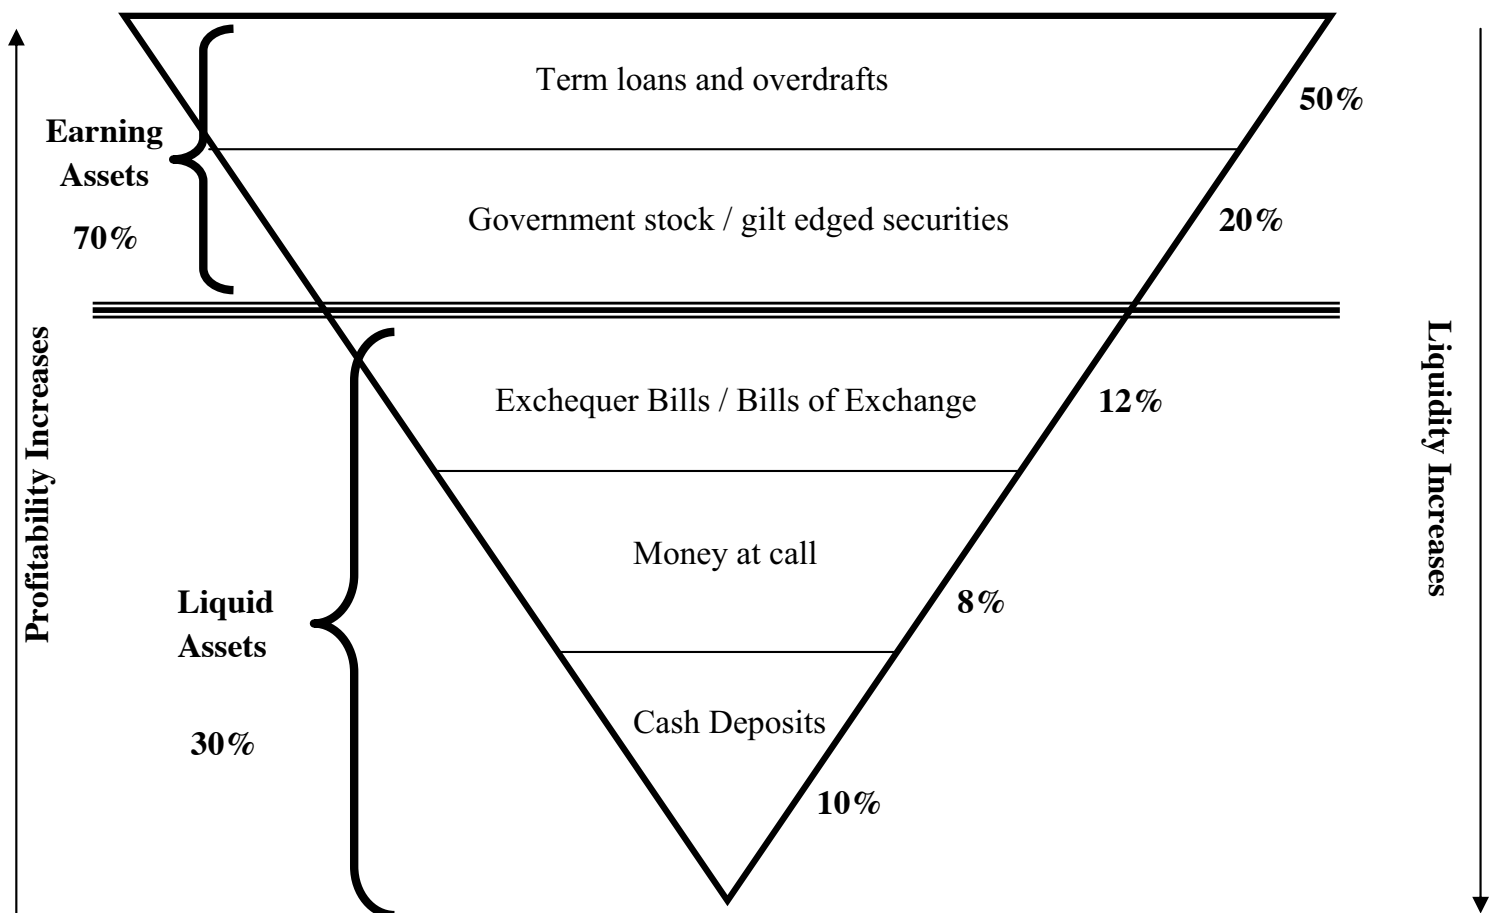 Term loans and overdrafts
50%
Earning
Assets
70%
Government stock / gilt edged securities
20%
Profitability Increases
Liquidity Increases
Exchequer Bills / Bills of Exchange
12%
Money at call
8%
Liquid
Assets
30%
Cash Deposits
10%